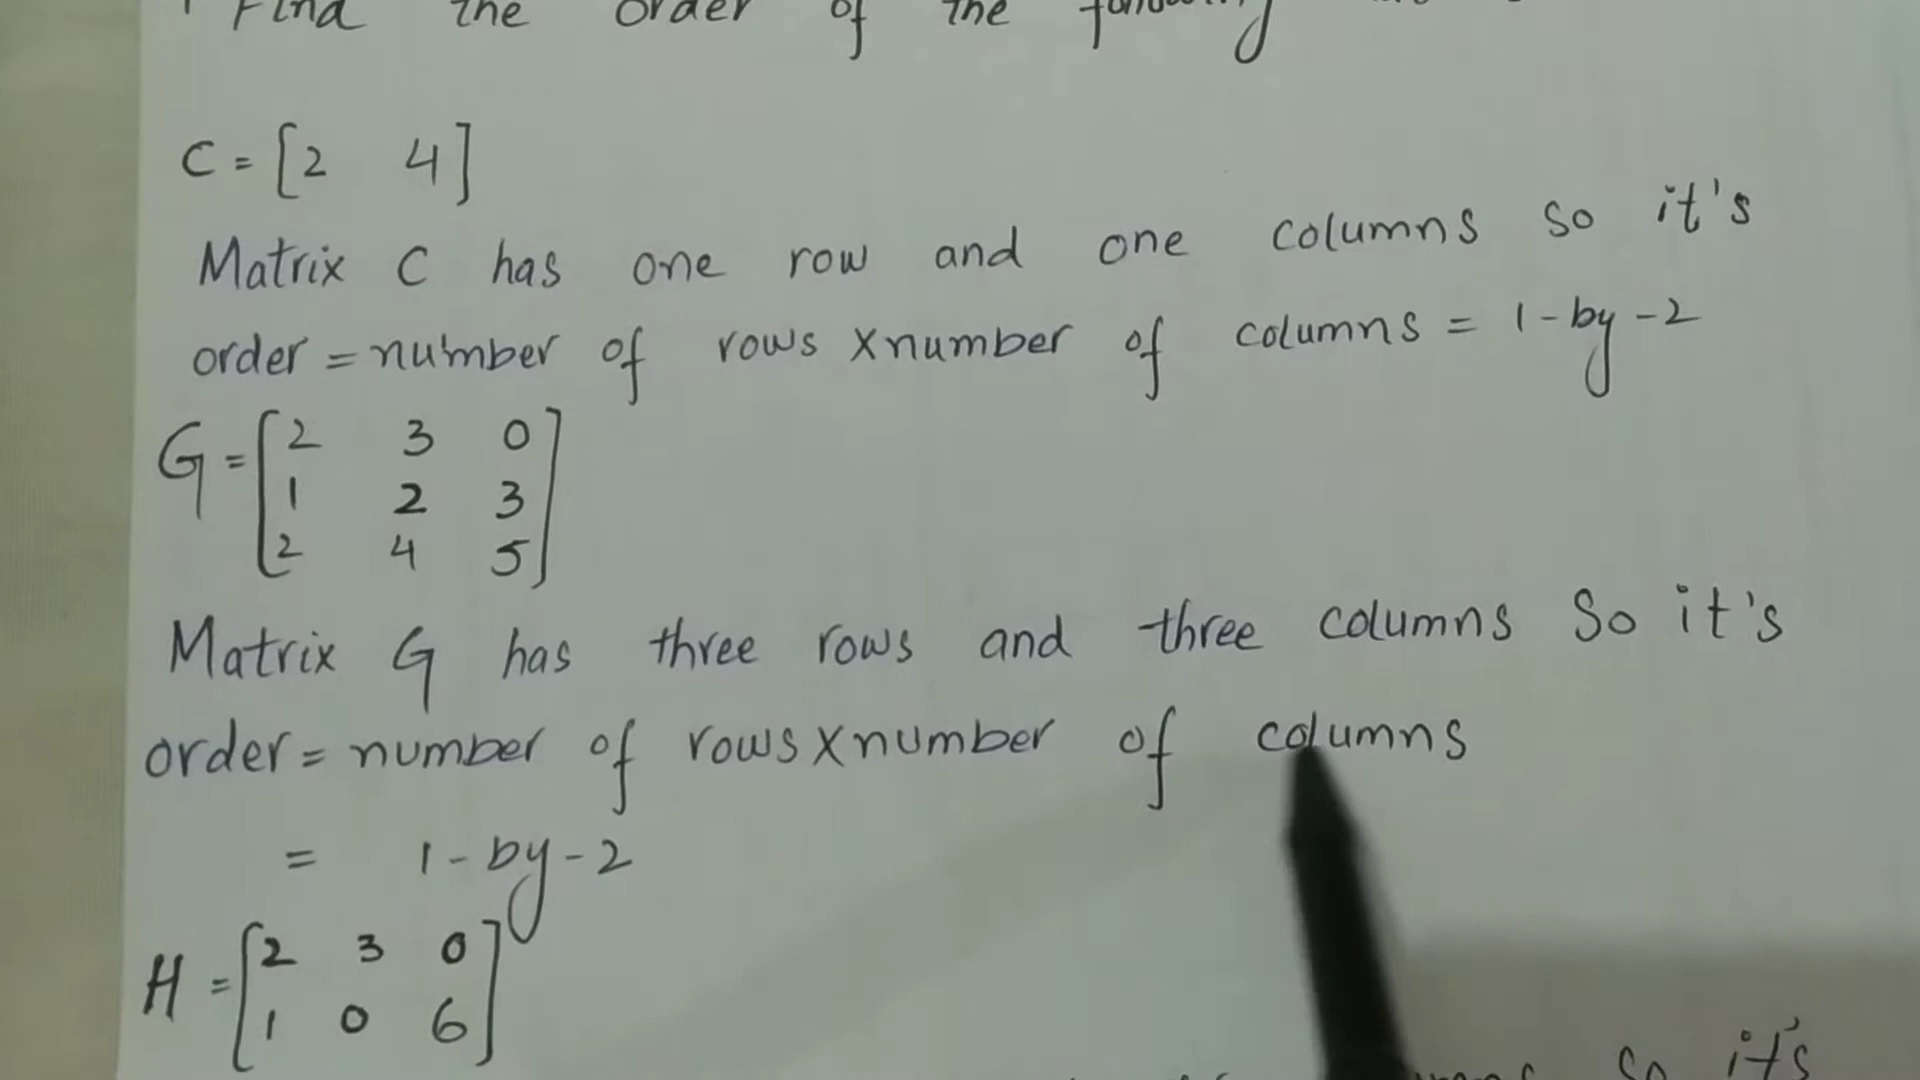 Find the order of the following
C = [2 4]
Matrix C has one row and one columns so it's
order = number of rows x number of columns = 1-by-2
G = [2 3 0
1 2 3
2 4 5]
Matrix G has three rows and three columns So it's
order = number of rows x number of columns
= 1-by-2
H = [2 3 0
1 0 6]
so it's